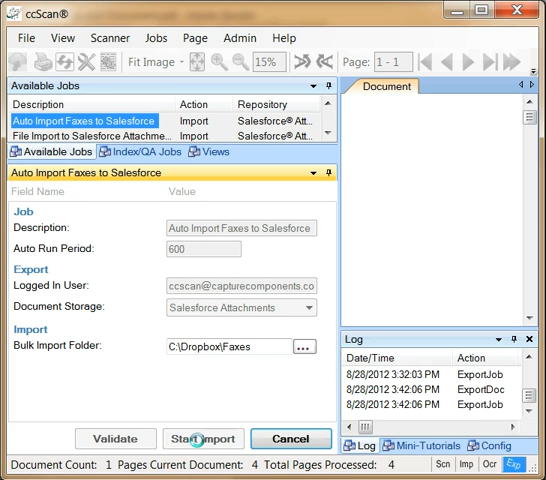 ccScan
File View Scanner Jobs Page Admin Help
Fit Image 15% Page: 1 - 1
Available Jobs
Description Action Repository
Auto Import Faxes to Salesforce Import Salesforce® Att...
File Import to Salesforce Attachme... Import Salesforce® Att...
Available Jobs Index/QA Jobs Views
Auto Import Faxes to Salesforce
Field Name Value
Job
Description: Auto Import Faxes to Salesforce
Auto Run Period: 600
Export
Logged In User: ccscan@capturecomponents.co
Document Storage: Salesforce Attachments
Import
Bulk Import Folder: C:\Dropbox\Faxes ...
Validate Start Import Cancel
Document
Log
Date/Time Action
8/28/2012 3:32:03 PM ExportJob
8/28/2012 3:42:06 PM ExportDoc
8/28/2012 3:42:06 PM ExportJob
Log Mini-Tutorials Config
Document Count: 1 Pages Current Document: 4 Total Pages Processed: 4 Scn Imp Ocr Exp